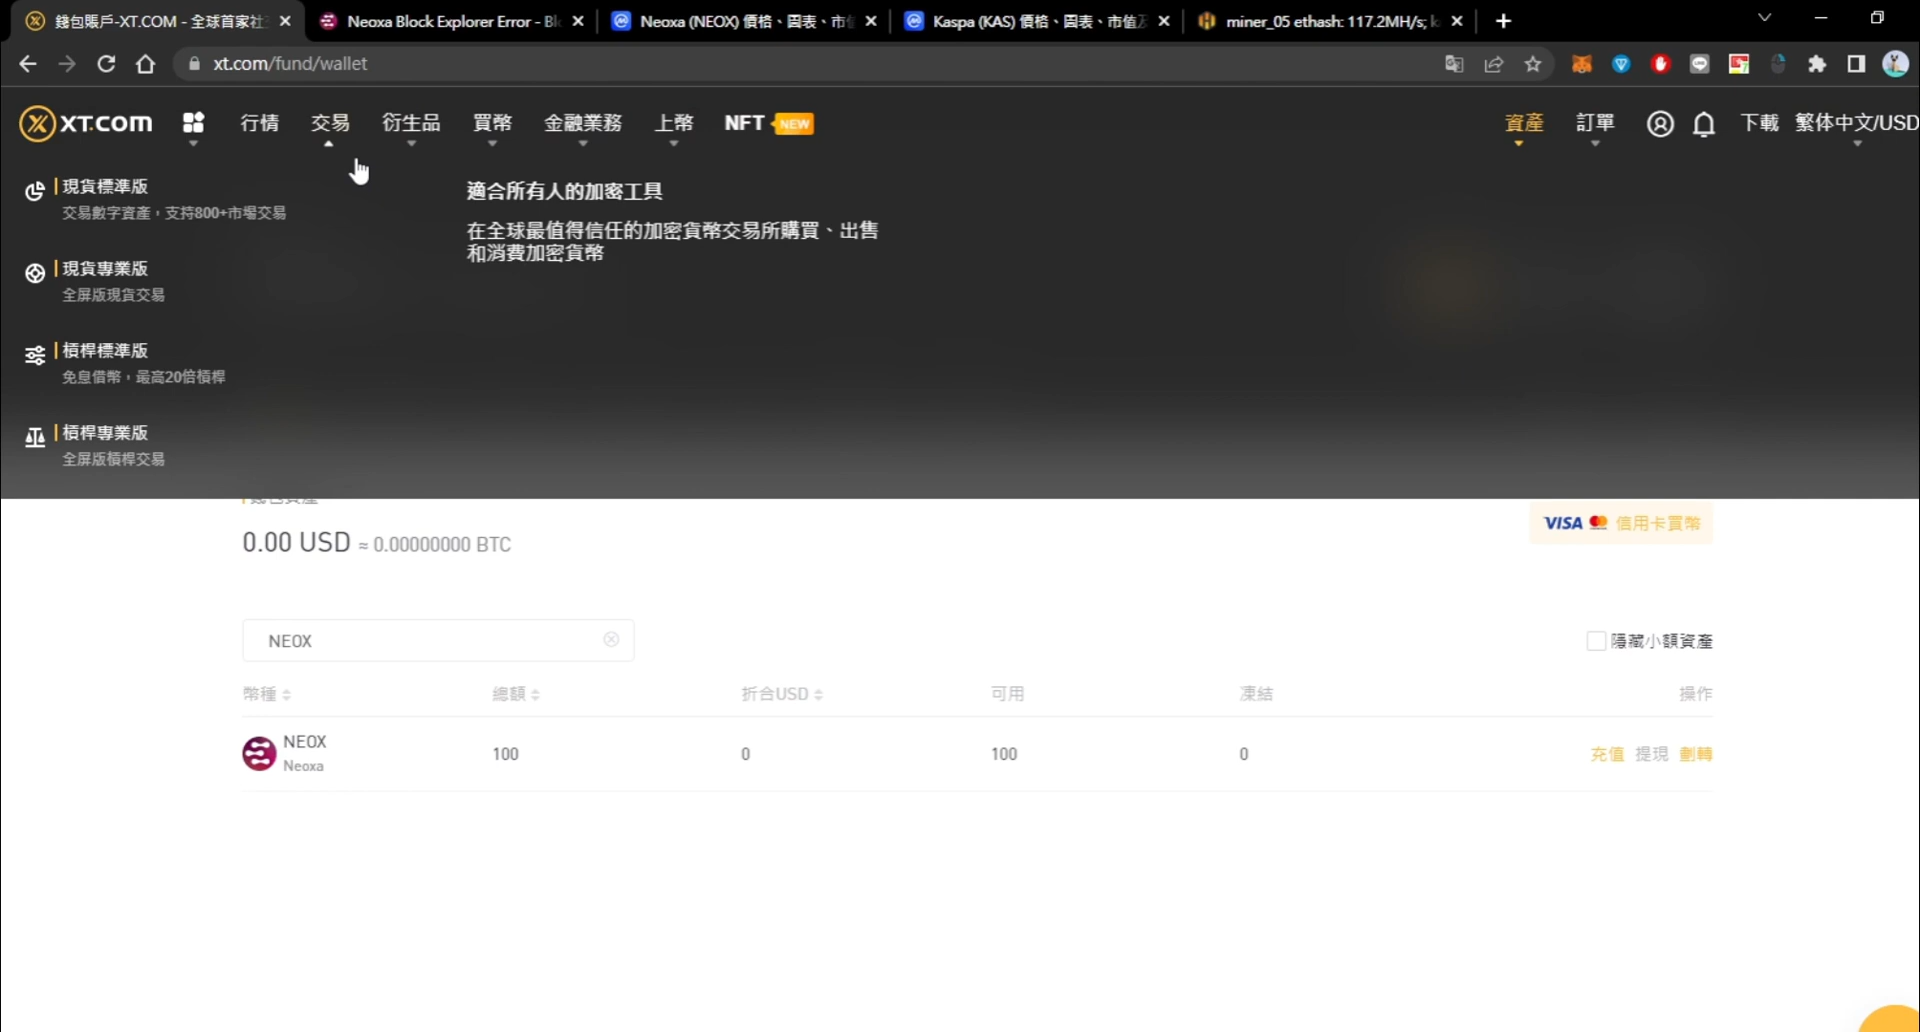 錢包賬戶-XT.COM - 全球首家社
Neoxa Block Explorer Error - Bl
Neoxa (NEOX) 價格、圖表、市值
Kaspa (KAS) 價格、圖表、市值及
miner_05 ethash: 117.2MH/s; k
xt.com/fund/wallet
XT.COM
行情
交易
衍生品
買幣
金融業務
上幣
NFT NEW
資產
訂單
下載
繁体中文/USD
現貨標準版
交易數字資產，支持800+市場交易
現貨專業版
全屏版現貨交易
槓桿標準版
免息借幣，最高20倍槓桿
槓桿專業版
全屏版槓桿交易
適合所有人的加密工具
在全球最值得信任的加密貨幣交易所購買、出售
和消费加密貨幣
0.00 USD ≈ 0.00000000 BTC
VISA 信用卡買幣
NEOX
隱藏小額資產
幣種 總額 折合USD 可用 凍結 操作
NEOX
Neoxa
100 0 100 0 充值 提現 劃轉